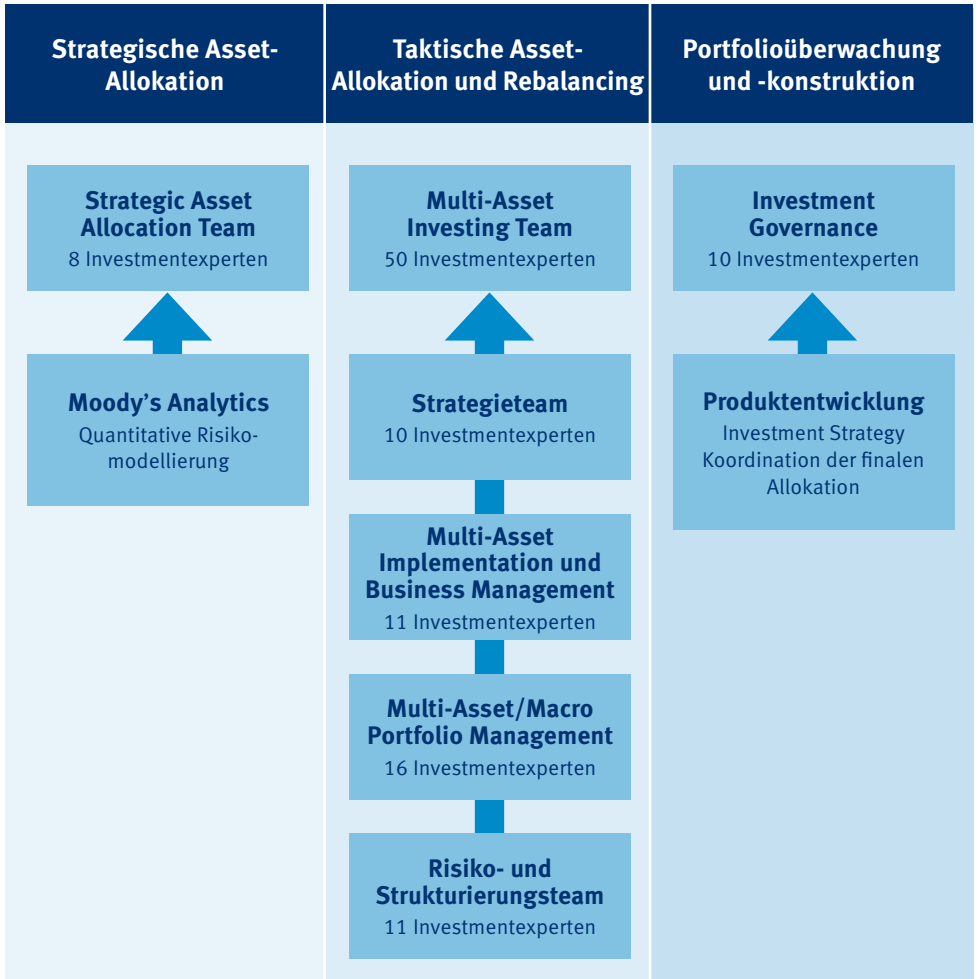 Strategische Asset-
Allokation
Strategic Asset
Allocation Team
8 Investmentexperten
Moody’s Analytics
Quantitative Risiko-
modellierung
Taktische Asset-
Allokation und Rebalancing
Multi-Asset
Investing Team
50 Investmentexperten
Strategieteam
10 Investmentexperten
Multi-Asset
Implementation und
Business Management
11 Investmentexperten
Multi-Asset/Macro
Portfolio Management
16 Investmentexperten
Risiko- und
Strukturierungsteam
11 Investmentexperten
Portfolioüberwachung
und -konstruktion
Investment
Governance
10 Investmentexperten
Produktentwicklung
Investment Strategy
Koordination der finalen
Allokation